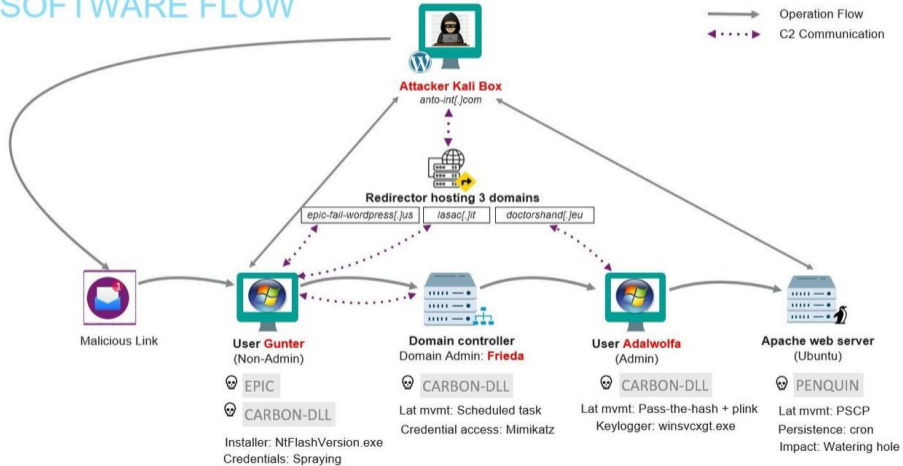 SOFTWARE FLOW
Operation Flow
C2 Communication
Attacker Kali Box
anto-int[.]com
Redirector hosting 3 domains
epic-fail-wordpress[.]us
lasac[.]it
doctorshand[.]eu
1
Malicious Link
User Gunter
(Non-Admin)
EPIC
CARBON-DLL
Installer: NtFlashVersion.exe
Credentials: Spraying
Domain controller
Domain Admin: Frieda
CARBON-DLL
Lat mvmt: Scheduled task
Credential access: Mimikatz
User Adalwolfa
(Admin)
CARBON-DLL
Lat mvmt: Pass-the-hash + plink
Keylogger: winsvcxgt.exe
Apache web server
(Ubuntu)
PENQUIN
Lat mvmt: PSCP
Persistence: cron
Impact: Watering hole